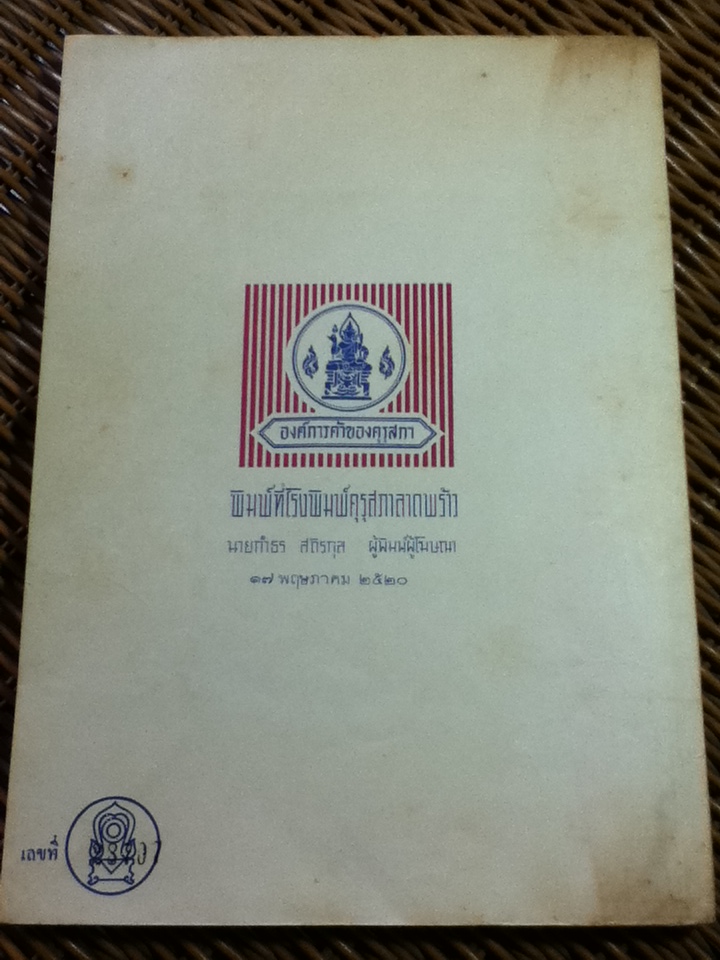 องค์การค้าของคุรุสภา
พิมพ์ที่โรงพิมพ์คุรุสภาลาดพร้าว
นายกำธร สถิรกุล ผู้พิมพ์ผู้โฆษณา
๑๗ พฤษภาคม ๒๕๒๐
เลขที่